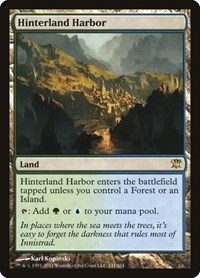 Hinterland Harbor
Land
Hinterland Harbor enters the battlefield
tapped unless you control a Forest or an
Island.
: Add or to your mana pool.
In places where the sea meets the trees, it's
easy to forget the darkness that rules most of
Innistrad.
Karl Kopinski